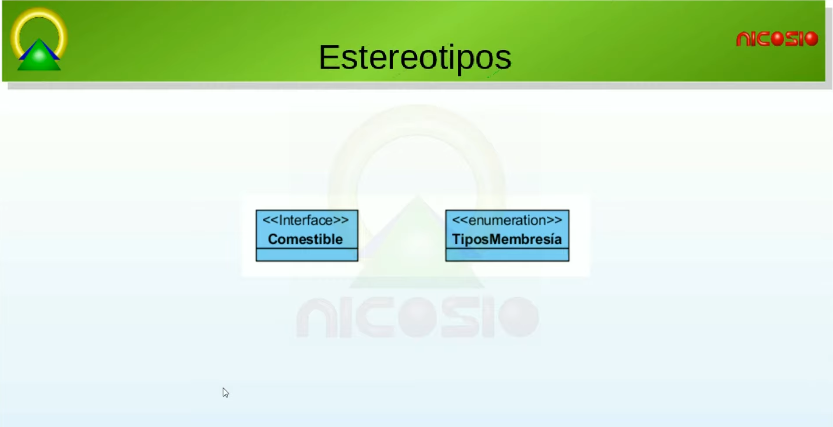 Estereotipos
NICOSIO
<<Interface>>
Comestible
<<enumeration>>
TiposMembresía
NICOSIO